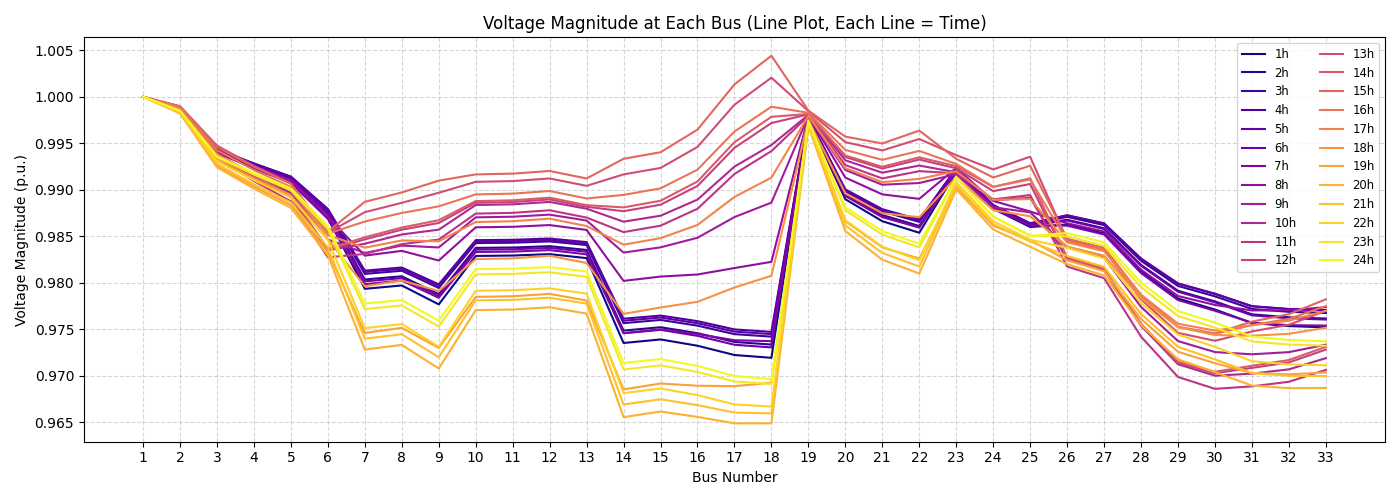 Voltage Magnitude at Each Bus (Line Plot, Each Line = Time)
Voltage Magnitude (p.u.)
1.005
1.000
0.995
0.990
0.985
0.980
0.975
0.970
0.965
1h
2h
3h
4h
5h
6h
7h
8h
9h
10h
11h
12h
13h
14h
15h
16h
17h
18h
19h
20h
21h
22h
23h
24h
1 2 3 4 5 6 7 8 9 10 11 12 13 14 15 16 17 18 19 20 21 22 23 24 25 26 27 28 29 30 31 32 33
Bus Number